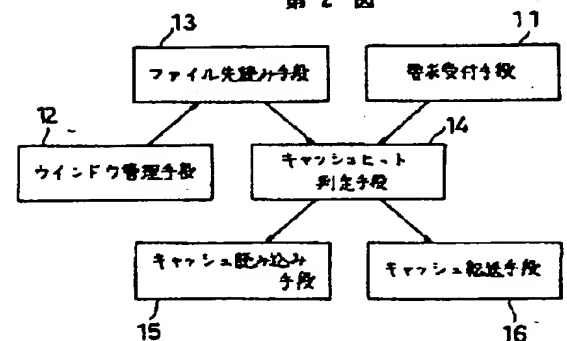 第 2 図
13
11
ファイル先読み手段
要求受付手段
12
14
ウインドウ管理手段
キャッシュヒット
判定手段
キャッシュ読み込み
手段
キャッシュ転送手段
15
16